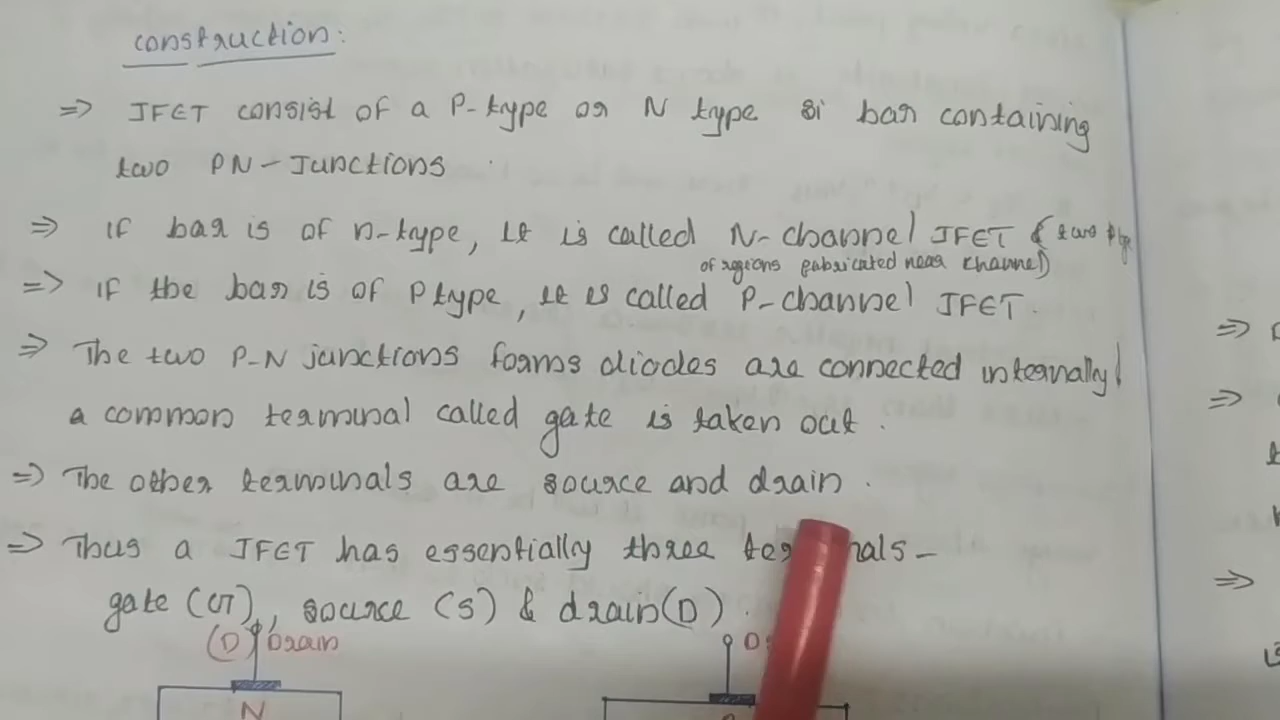 construction:
=> JFET consist of a P-type or N type Si bar containing
two PN-Junctions
=> If bar is of n-type, It is called N-channel JFET (two
of regions fabricated near channel)
=> if the bar is of P type, it is called P-channel JFET.
=> The two P-N junctions forms diodes are connected internally
a common terminal called gate is taken out.
=> The other terminals are source and drain.
=> Thus a JFET has essentially three
gate (G), source (S) & drain(D).
(D) Drain
D
N